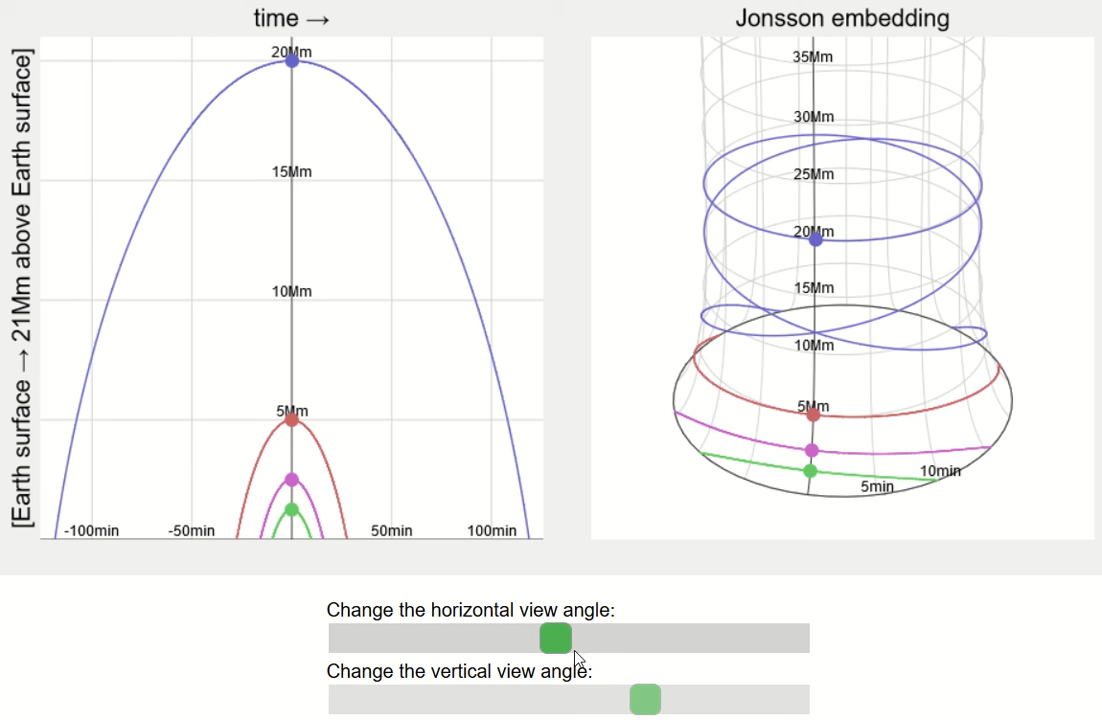 time →
[Earth surface → 21Mm above Earth surface]
20Mm
15Mm
10Mm
5Mm
-100min
-50min
50min
100min
Jonsson embedding
35Mm
30Mm
25Mm
20Mm
15Mm
10Mm
5Mm
10min
5min
Change the horizontal view angle:
Change the vertical view angle: